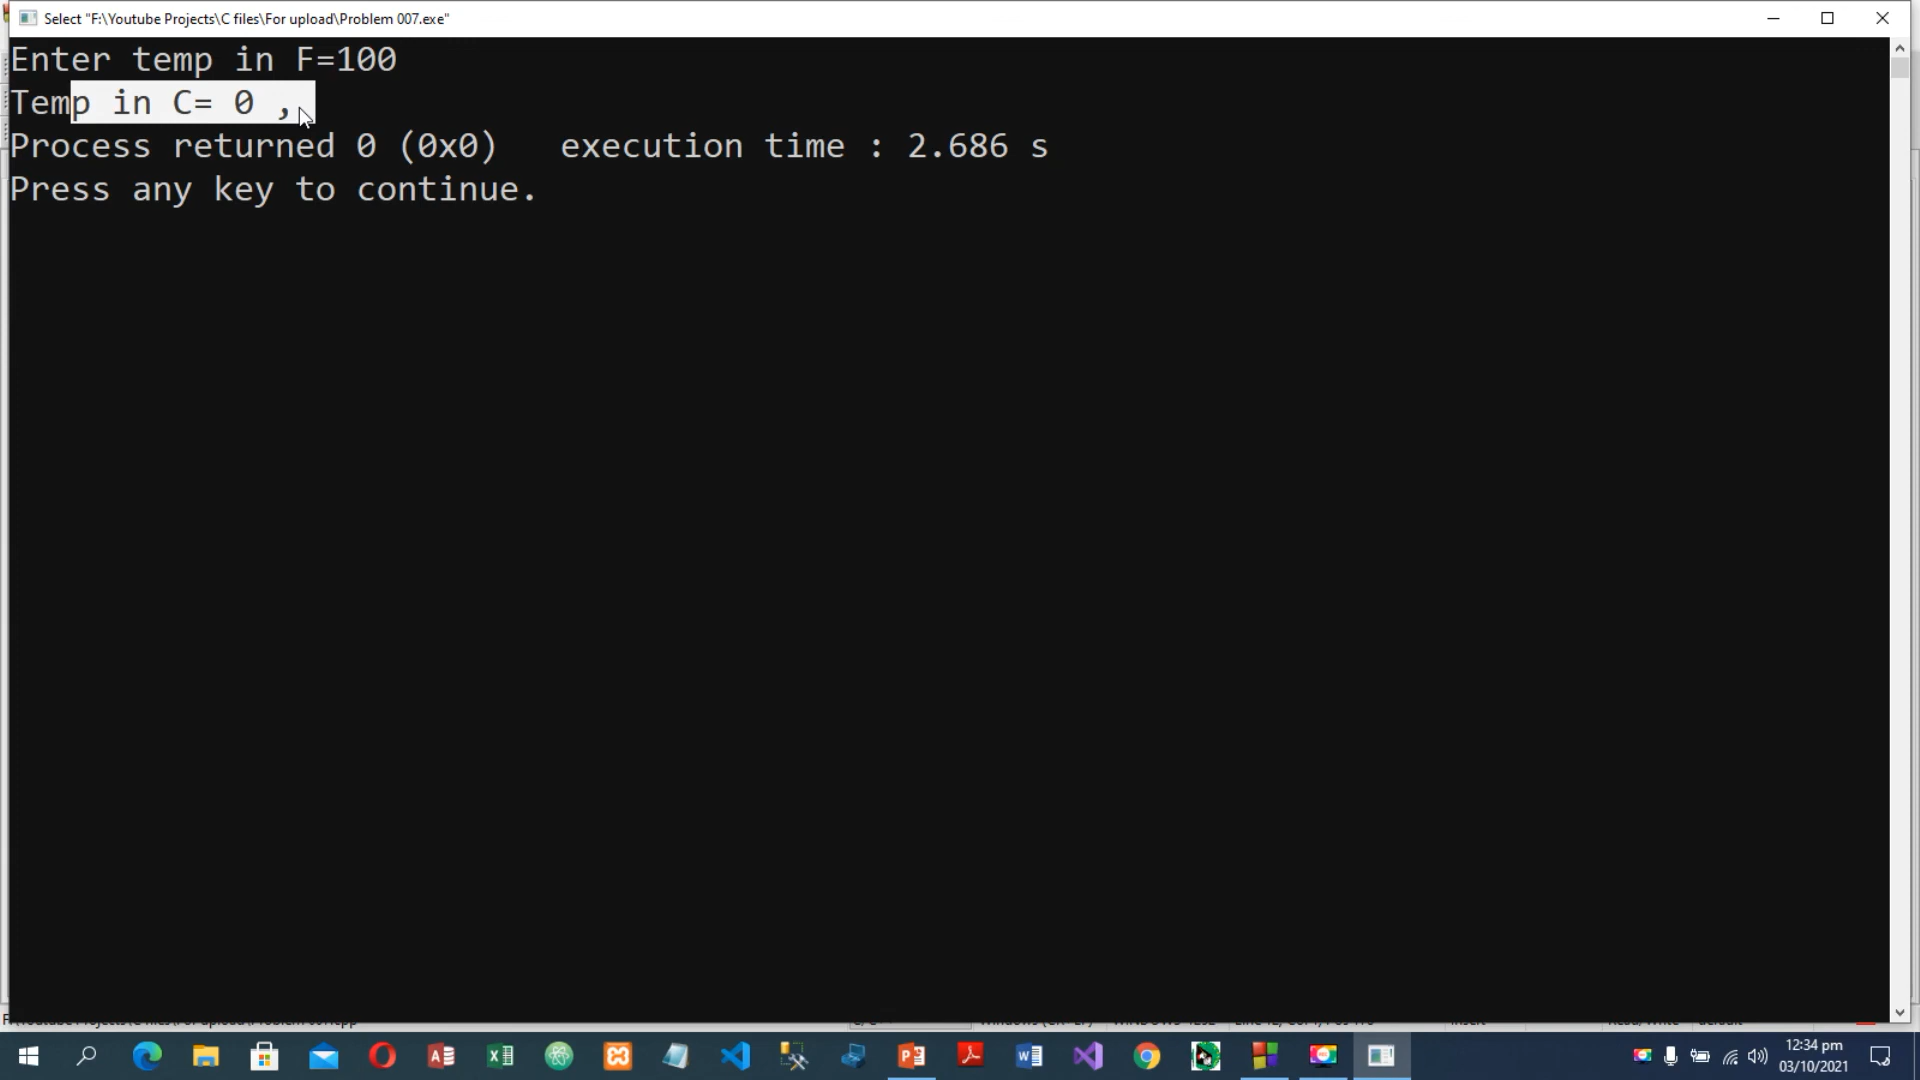 Select "F:\Youtube Projects\C files\For upload\Problem 007.exe"
Enter temp in F=100
Temp in C= 0 ,
Process returned 0 (0x0)   execution time : 2.686 s
Press any key to continue.
12:34 pm
03/10/2021